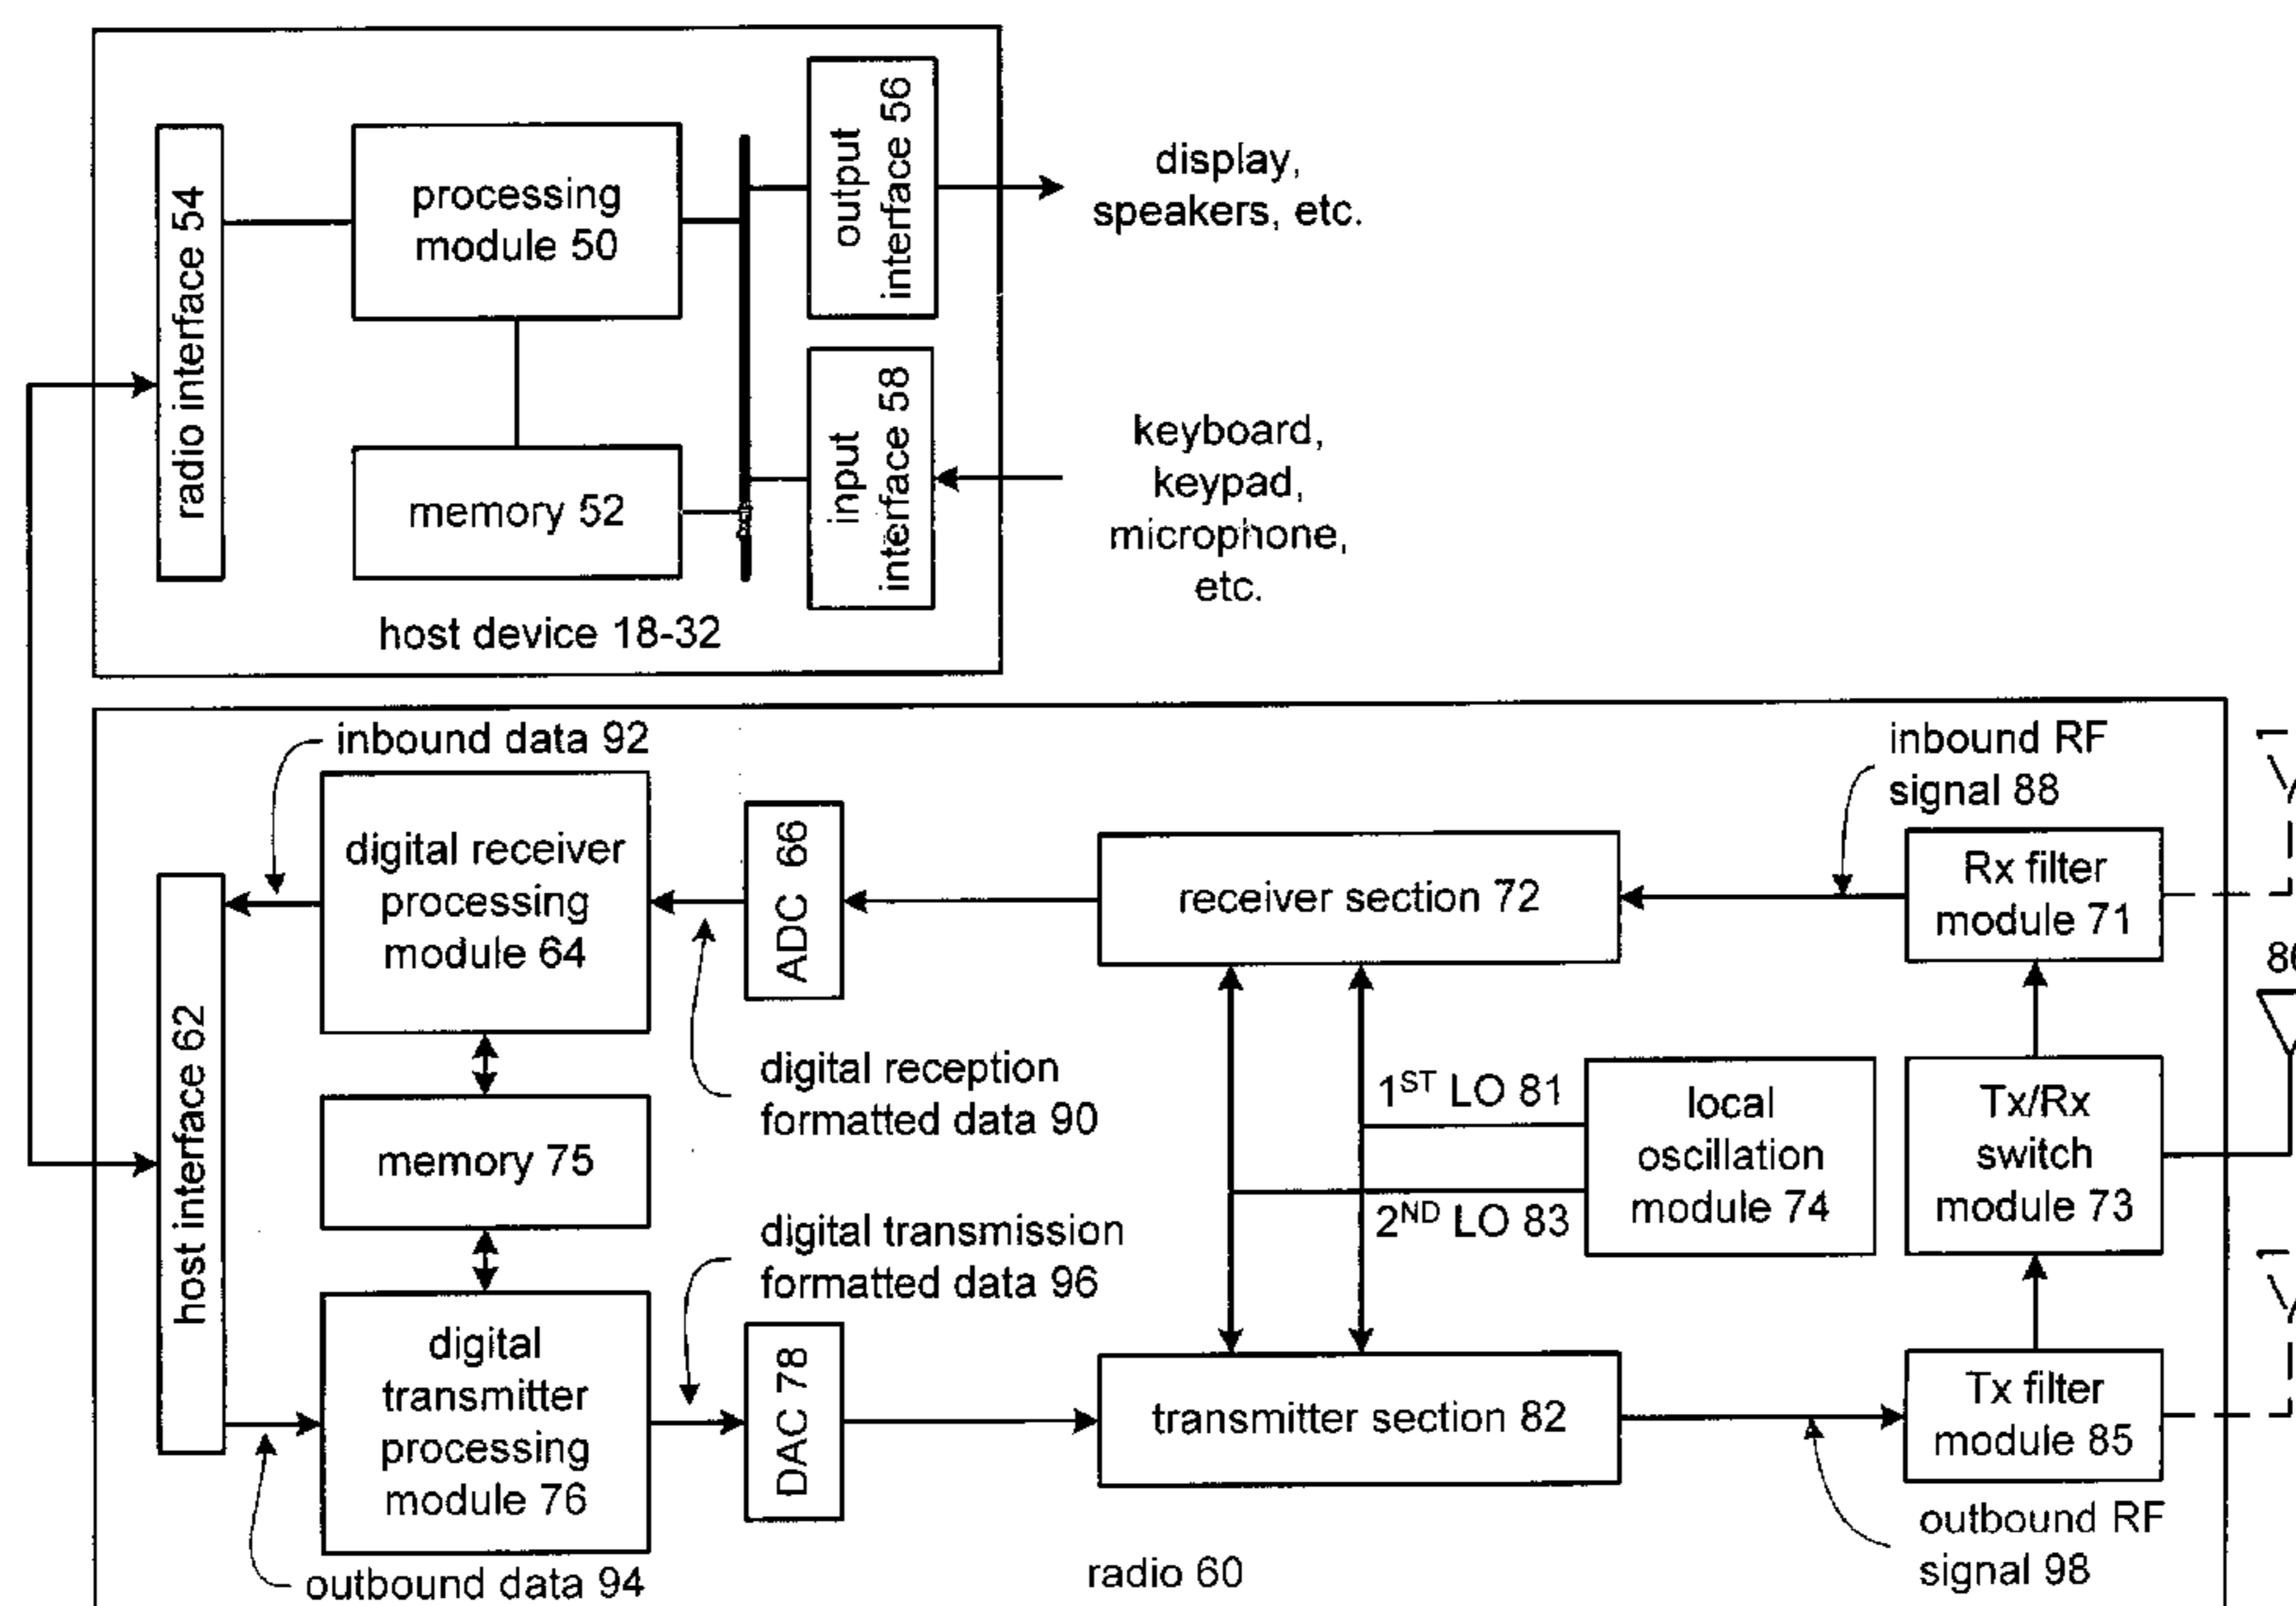 radio interface 54
processing
module 50
memory 52
output
interface 56
input
interface 58
display,
speakers, etc.
keyboard,
keypad,
microphone,
etc.
host device 18-32
inbound data 92
inbound RF
signal 88
host interface 62
digital receiver
processing
module 64
ADC 66
receiver section 72
Rx filter
module 71
digital reception
formatted data 90
memory 75
1ST LO 81
2ND LO 83
local
oscillation
module 74
Tx/Rx
switch
module 73
digital transmission
formatted data 96
digital
transmitter
processing
module 76
DAC 78
transmitter section 82
Tx filter
module 85
outbound data 94
radio 60
outbound RF
signal 98